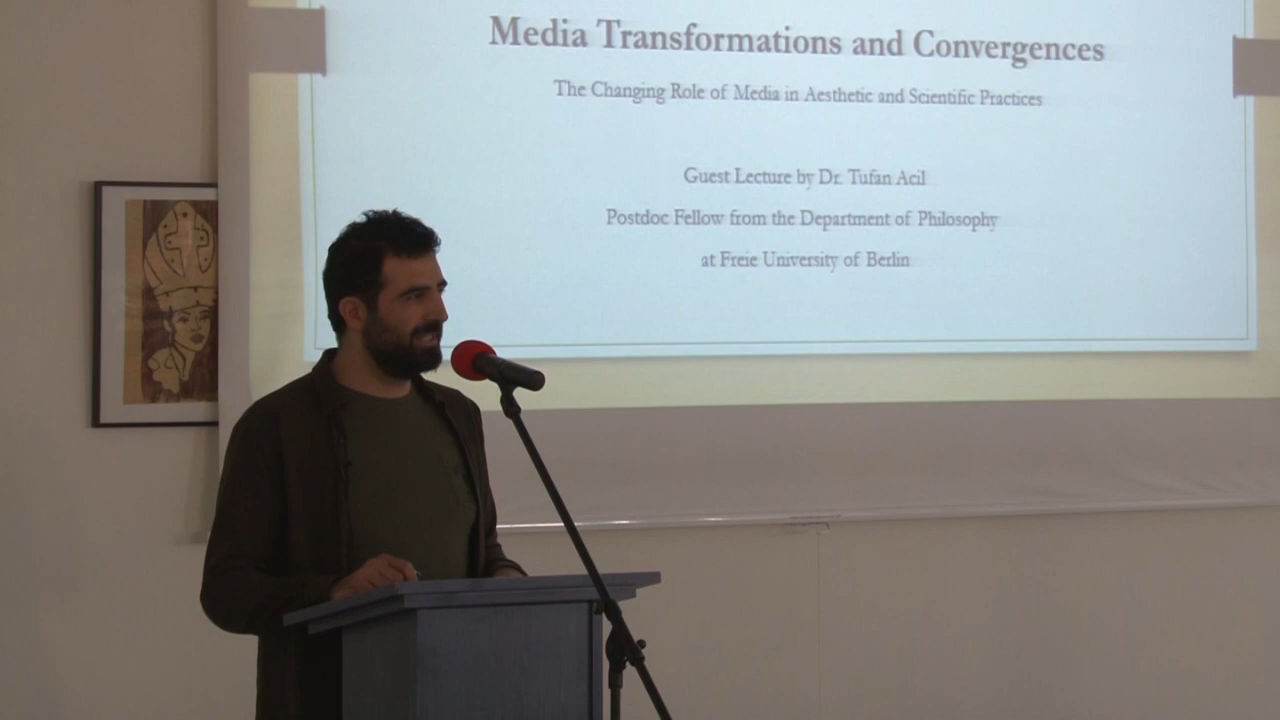 Media Transformations and Convergences
The Changing Role of Media in Aesthetic and Scientific Practices
Guest Lecture by Dr. Tufan Acil
Postdoc Fellow from the Department of Philosophy
at Freie University of Berlin